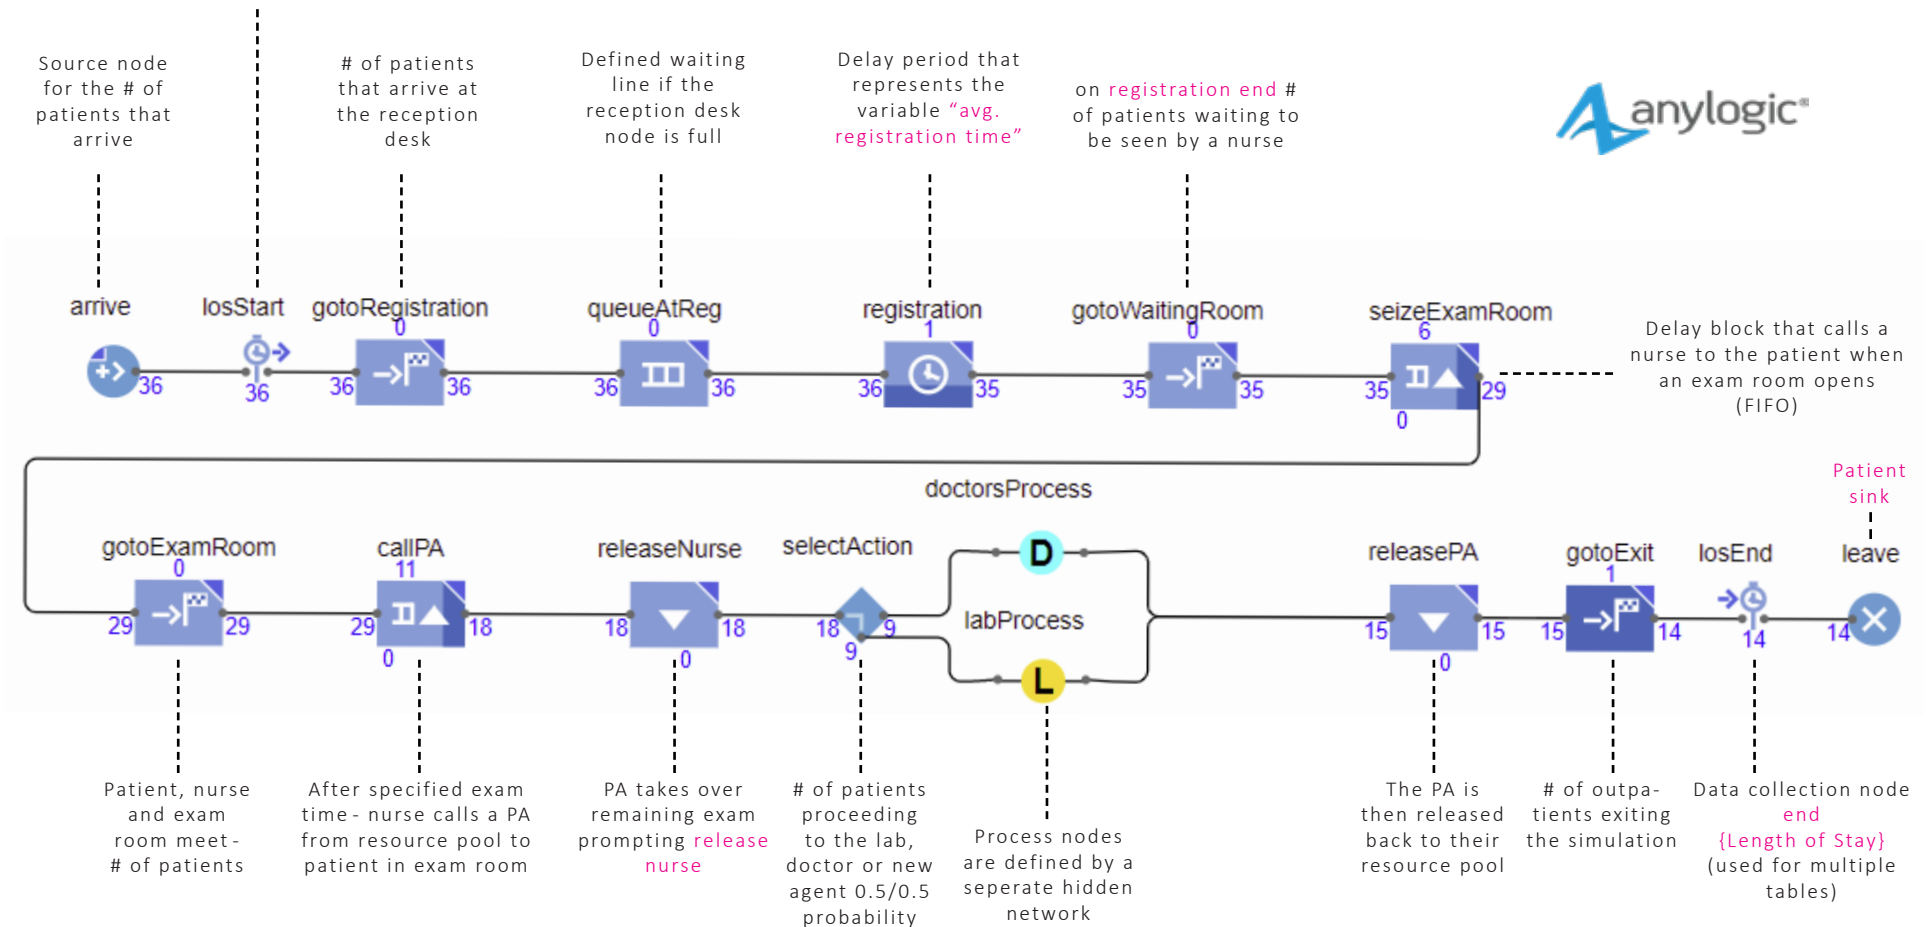 Source node
for the # of
patients that
arrive
# of patients
that arrive at
the reception
desk
Defined waiting
line if the
reception desk
node is full
Delay period that
represents the
variable “avg.
registration time”
on registration end #
of patients waiting to
be seen by a nurse
anylogic®
arrive
losStart
gotoRegistration
queueAtReg
registration
gotoWaitingRoom
seizeExamRoom
0
0
1
0
6
36
36
36
36
36
36
36
35
35
35
35
29
0
Delay block that calls a
nurse to the patient when
an exam room opens
(FIFO)
Patient
sink
doctorsProcess
gotoExamRoom
callPA
releaseNurse
selectAction
D
releasePA
gotoExit
losEnd
leave
0
11
1
labProcess
29
29
29
18
18
18
18
9
15
15
15
14
14
14
0
0
9
0
L
Patient, nurse
and exam
room meet-
# of patients
After specified exam
time - nurse calls a PA
from resource pool to
patient in exam room
PA takes over
remaining exam
prompting release
nurse
# of patients
proceeding
to the lab,
doctor or new
agent 0.5/0.5
probability
Process nodes
are defined by a
seperate hidden
network
The PA is
then released
back to their
resource pool
# of outpa-
tients exiting
the simulation
Data collection node
end
{Length of Stay}
(used for multiple
tables)